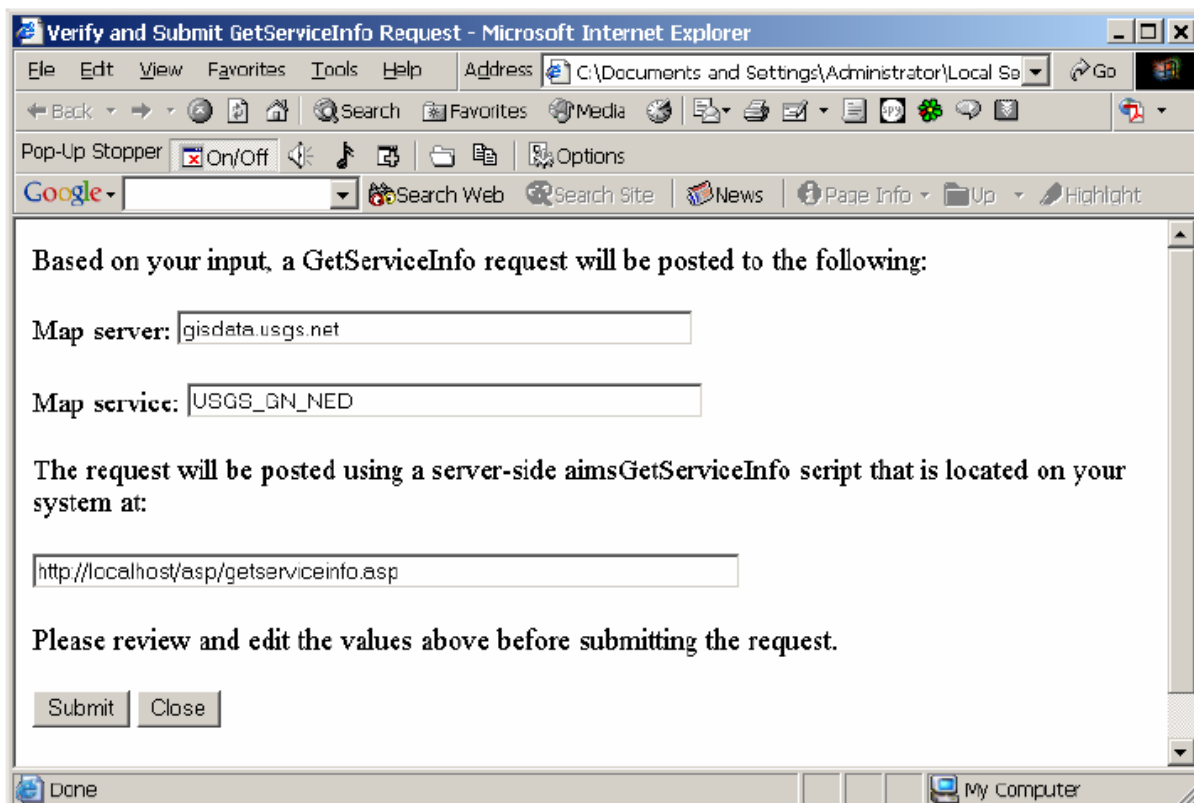 Verify and Submit GetServiceInfo Request - Microsoft Internet Explorer
File Edit View Favorites Tools Help Address C:\Documents and Settings\Administrator\Local Se Go
Back Search Favorites Media
Pop-Up Stopper On/Off Options
Google Search Web Search Site News Page Info Up Highlight
Based on your input, a GetServiceInfo request will be posted to the following:
Map server: gisdata.usgs.net
Map service: USGS_GN_NED
The request will be posted using a server-side aimsGetServiceInfo script that is located on your
system at:
http://localhost/asp/getserviceinfo.asp
Please review and edit the values above before submitting the request.
Submit Close
Done My Computer